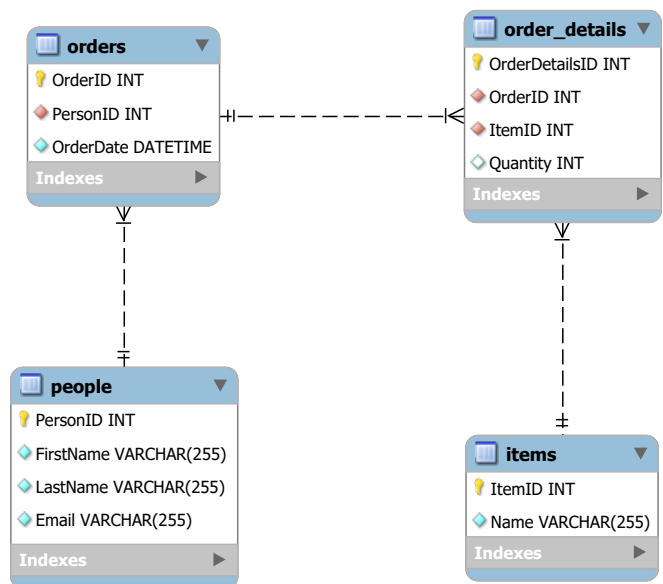 orders
OrderID INT
PersonID INT
OrderDate DATETIME
Indexes
order_details
OrderDetailsID INT
OrderID INT
ItemID INT
Quantity INT
Indexes
people
PersonID INT
FirstName VARCHAR(255)
LastName VARCHAR(255)
Email VARCHAR(255)
Indexes
items
ItemID INT
Name VARCHAR(255)
Indexes